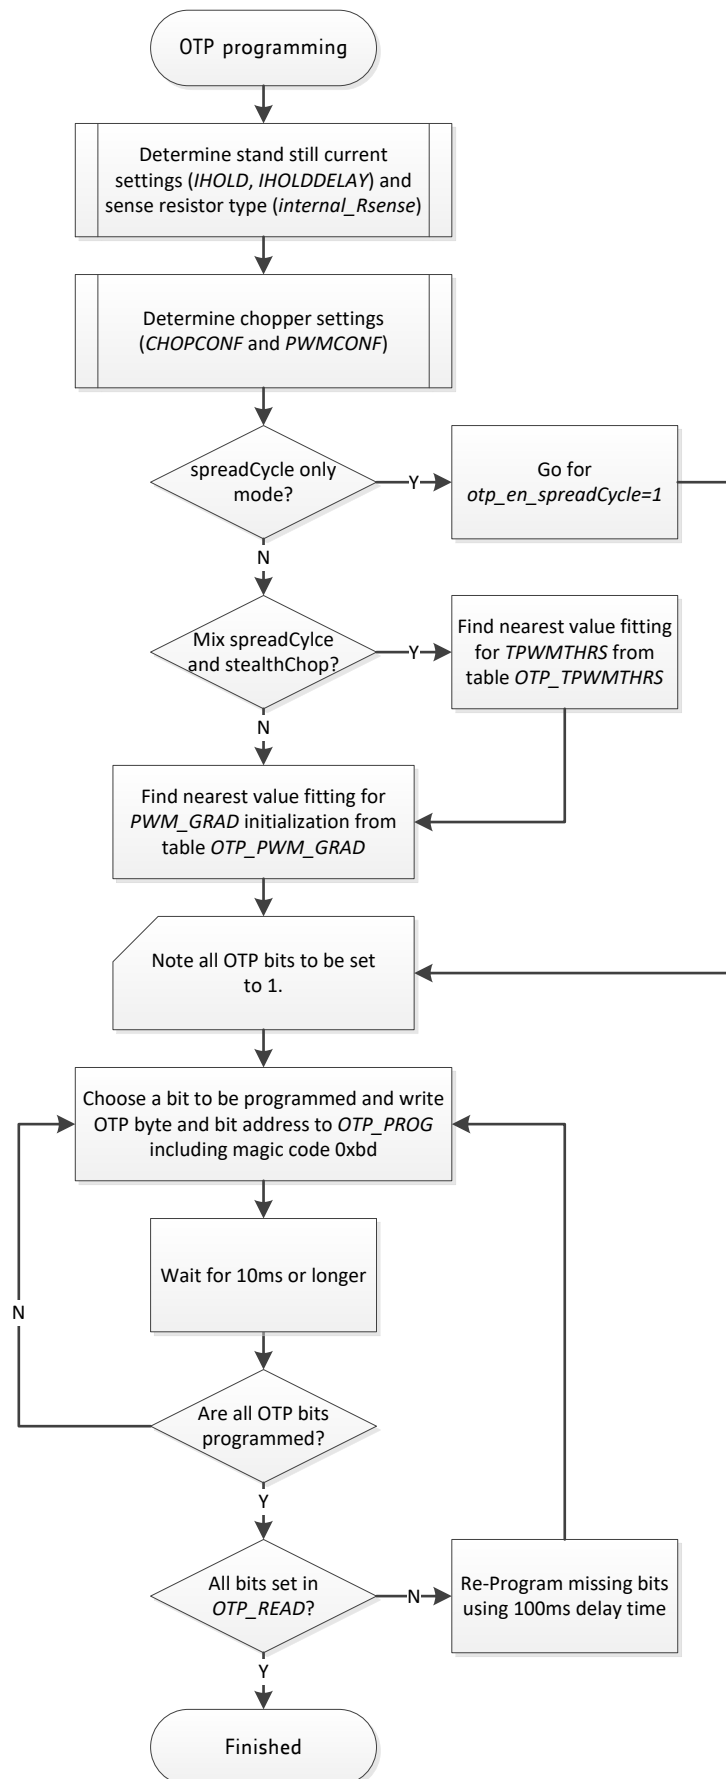 OTP programming
Determine stand still current
settings (IHOLD, IHOLDDELAY) and
sense resistor type (internal_Rsense)
Determine chopper settings
(CHOPCONF and PWMCONF)
spreadCycle only
mode?
Y
Go for
otp_en_spreadCycle=1
N
Mix spreadCylce
and stealthChop?
Y
Find nearest value fitting
for TPWMTHRS from
table OTP_TPWMTHRS
N
Find nearest value fitting for
PWM_GRAD initialization from
table OTP_PWM_GRAD
Note all OTP bits to be set
to 1.
Choose a bit to be programmed and write
OTP byte and bit address to OTP_PROG
including magic code 0xbd
Wait for 10ms or longer
N
Are all OTP bits
programmed?
Y
All bits set in
OTP_READ?
N
Re-Program missing bits
using 100ms delay time
Y
Finished